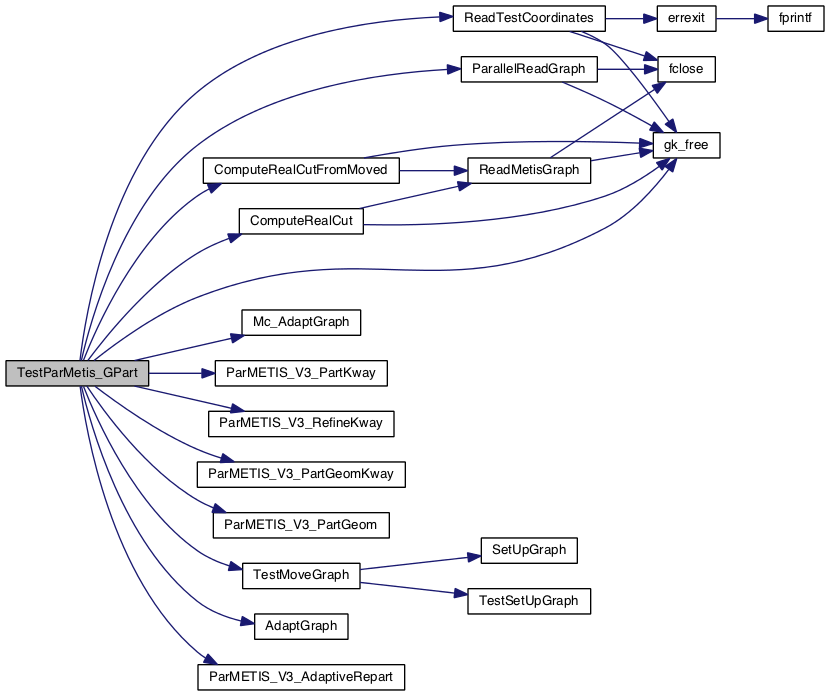 ReadTestCoordinates
errexit
fprintf
ParallelReadGraph
fclose
gk_free
ComputeRealCutFromMoved
ReadMetisGraph
ComputeRealCut
Mc_AdaptGraph
TestParMetis_GPart
ParMETIS_V3_PartKway
ParMETIS_V3_RefineKway
ParMETIS_V3_PartGeomKway
ParMETIS_V3_PartGeom
SetUpGraph
TestMoveGraph
TestSetUpGraph
AdaptGraph
ParMETIS_V3_AdaptiveRepart